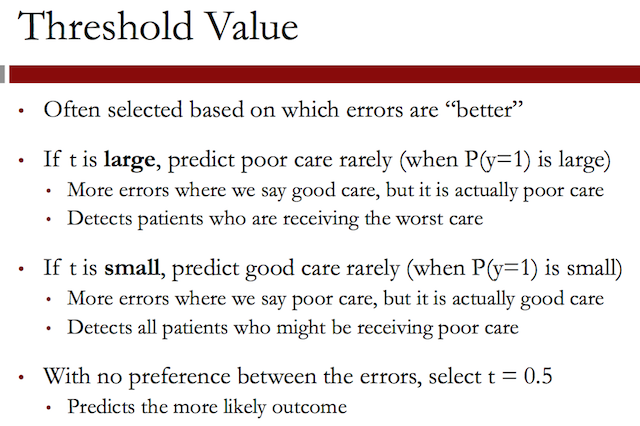 Threshold Value
• Often selected based on which errors are “better”
• If t is large, predict poor care rarely (when P(y=1) is large)
• More errors where we say good care, but it is actually poor care
• Detects patients who are receiving the worst care
• If t is small, predict good care rarely (when P(y=1) is small)
• More errors where we say poor care, but it is actually good care
• Detects all patients who might be receiving poor care
• With no preference between the errors, select t = 0.5
• Predicts the more likely outcome